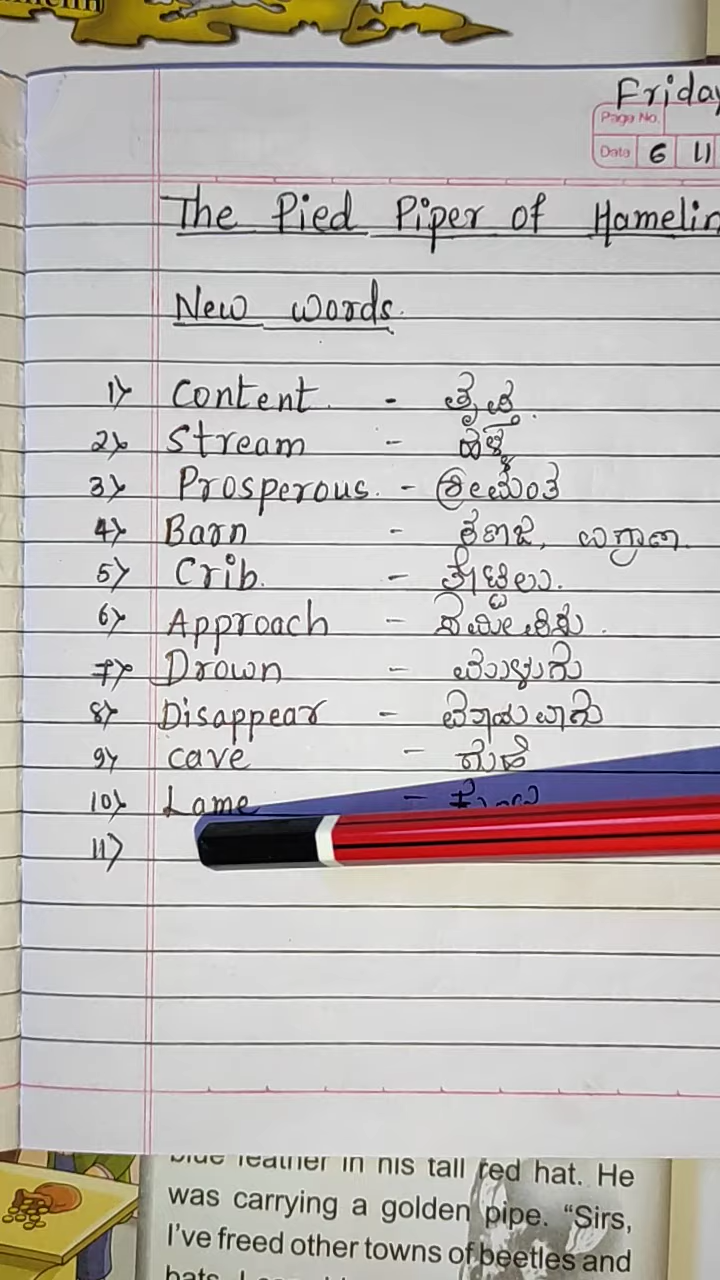 Friday
Page No.
Date 6 11
The Pied Piper of Hamelin
New words.
1) Content - ತೃಪ್ತ.
2) Stream - ಹಳ್ಳ
3) Prosperous. - ಶ್ರೀಮಂತ
4) Barn - ಕಣಜ, ಉಗ್ರಾಣ.
5) Crib. - ತೊಟ್ಟಿಲು.
6) Approach - ಸಮೀಪಿಸು.
7) Drown - ಮುಳುಗು
8) Disappear - ಮಾಯವಾಗು
9) cave - ಗುಹೆ
10) Lame -
11)
blue feather in his tall red hat. He
was carrying a golden pipe. “Sirs,
I’ve freed other towns of beetles and
bats.